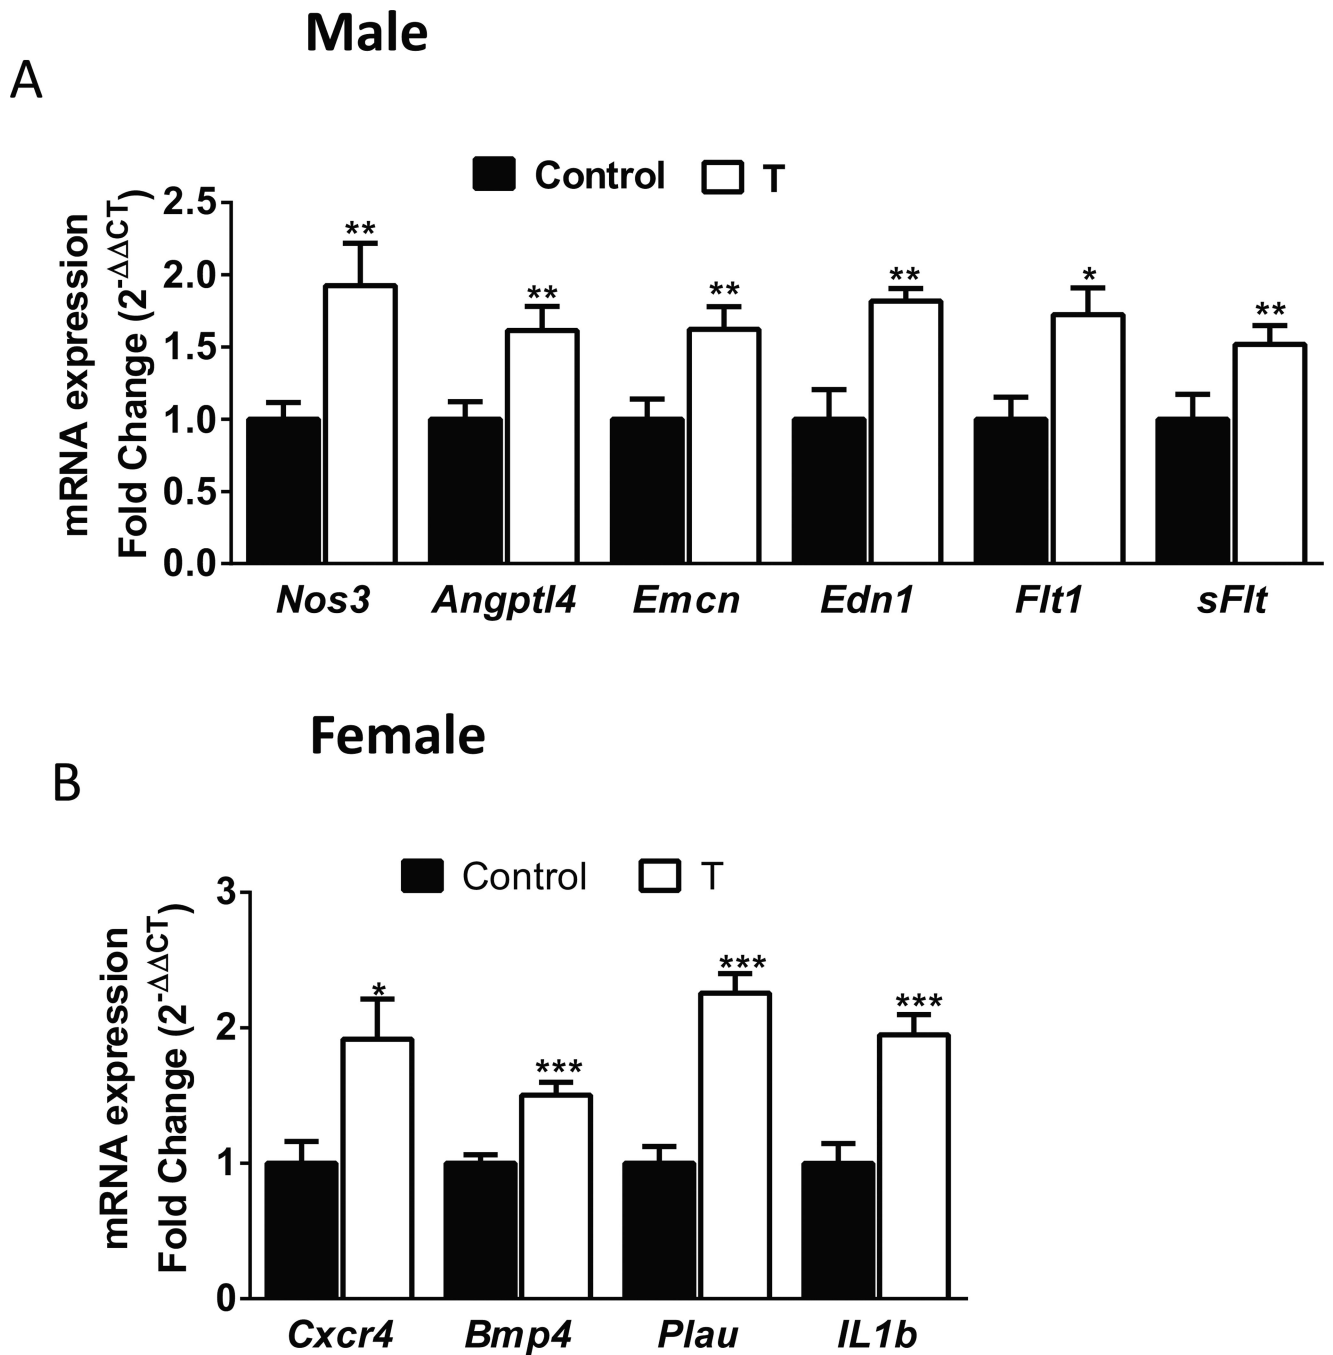 Male
A
Control T
mRNA expression
Fold Change (2-ΔΔCT)
2.5
2.0
1.5
1.0
0.5
0.0
** ** ** ** * **
Nos3 Angptl4 Emcn Edn1 Flt1 sFlt
Female
B
Control T
mRNA expression
Fold Change (2-ΔΔCT)
3
2
1
0
* *** *** ***
Cxcr4 Bmp4 Plau IL1b